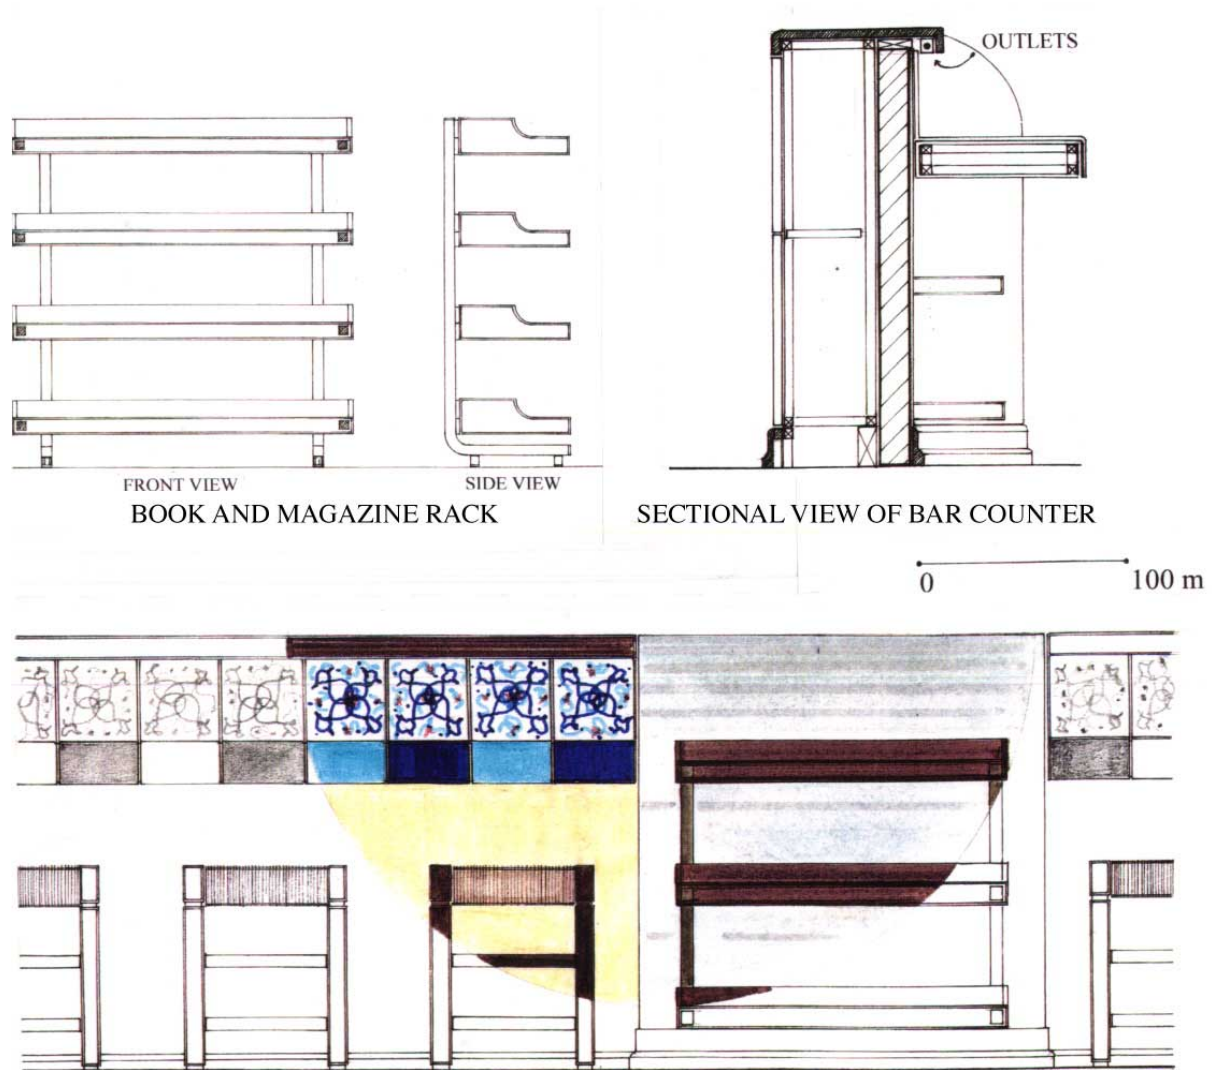 OUTLETS
FRONT VIEW
SIDE VIEW
BOOK AND MAGAZINE RACK
SECTIONAL VIEW OF BAR COUNTER
0
100 m